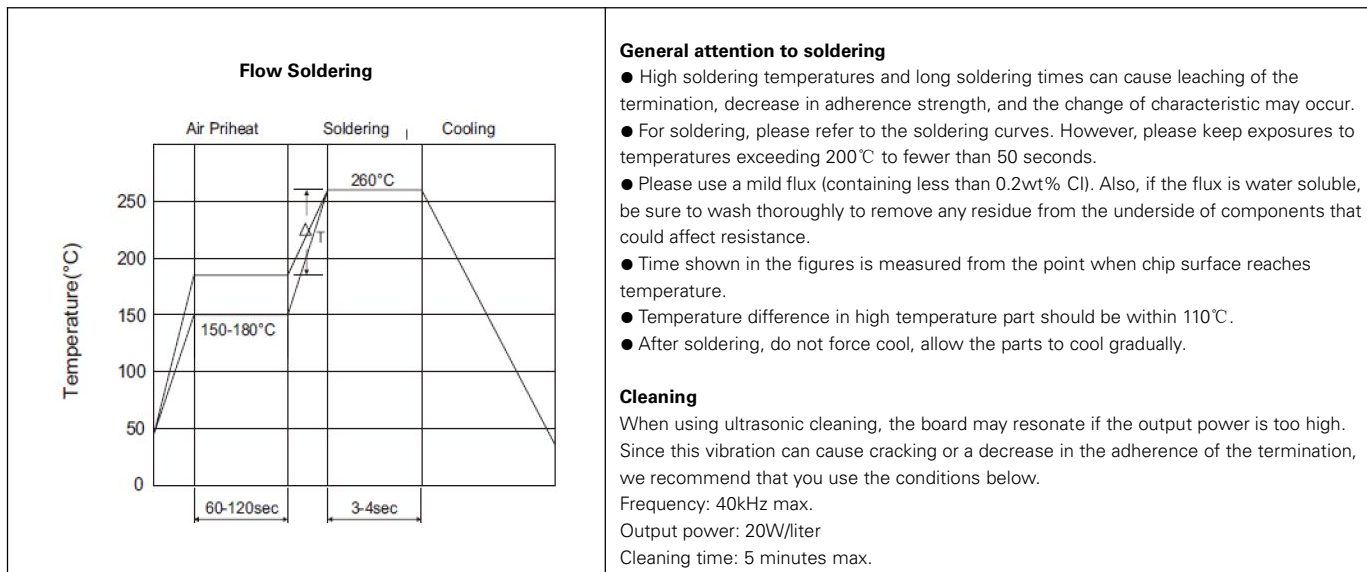 Flow Soldering
Air Priheat Soldering Cooling
Temperature(°C)
250
200
150
100
50
0
260°C
△T
150-180°C
60-120sec 3-4sec
General attention to soldering
● High soldering temperatures and long soldering times can cause leaching of the
termination, decrease in adherence strength, and the change of characteristic may occur.
● For soldering, please refer to the soldering curves. However, please keep exposures to
temperatures exceeding 200℃ to fewer than 50 seconds.
● Please use a mild flux (containing less than 0.2wt% Cl). Also, if the flux is water soluble,
be sure to wash thoroughly to remove any residue from the underside of components that
could affect resistance.
● Time shown in the figures is measured from the point when chip surface reaches
temperature.
● Temperature difference in high temperature part should be within 110℃.
● After soldering, do not force cool, allow the parts to cool gradually.
Cleaning
When using ultrasonic cleaning, the board may resonate if the output power is too high.
Since this vibration can cause cracking or a decrease in the adherence of the termination,
we recommend that you use the conditions below.
Frequency: 40kHz max.
Output power: 20W/liter
Cleaning time: 5 minutes max.